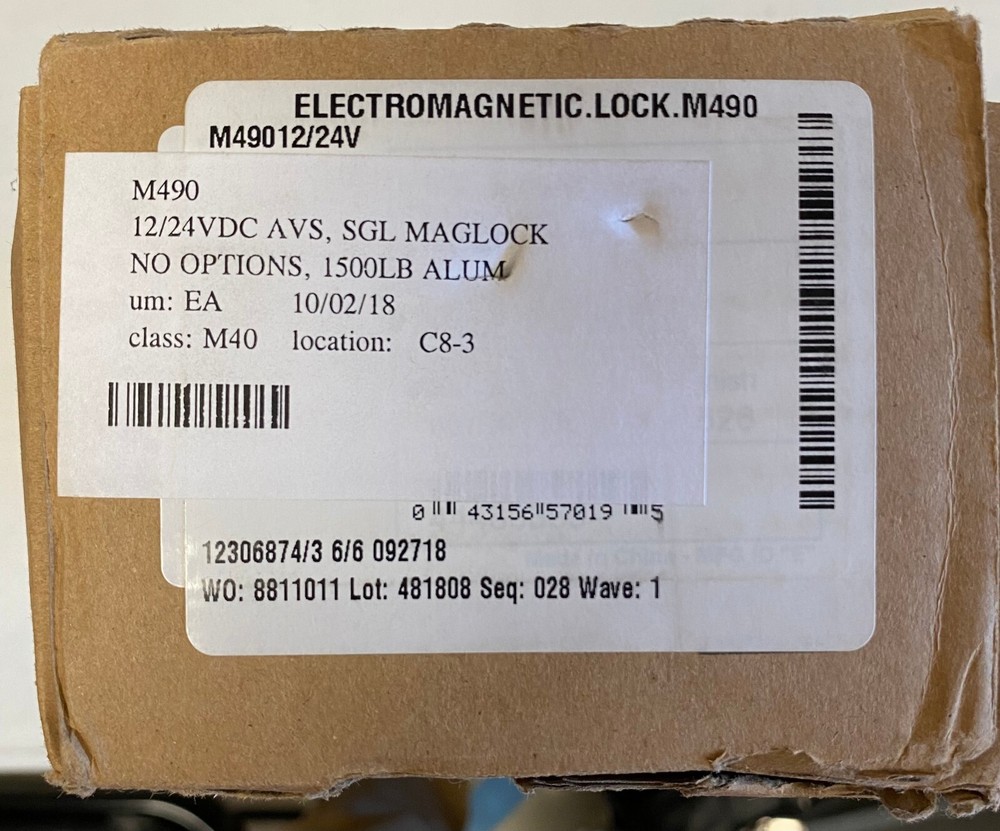 ELECTROMAGNETIC.LOCK.M490
M49012/24V
M490
12/24VDC AVS, SGL MAGLOCK
NO OPTIONS, 1500LB ALUM
um: EA 10/02/18
class: M40 location: C8-3
0 43156 57019 5
12306874/3 6/6 092718
WO: 8811011 Lot: 481808 Seq: 028 Wave: 1